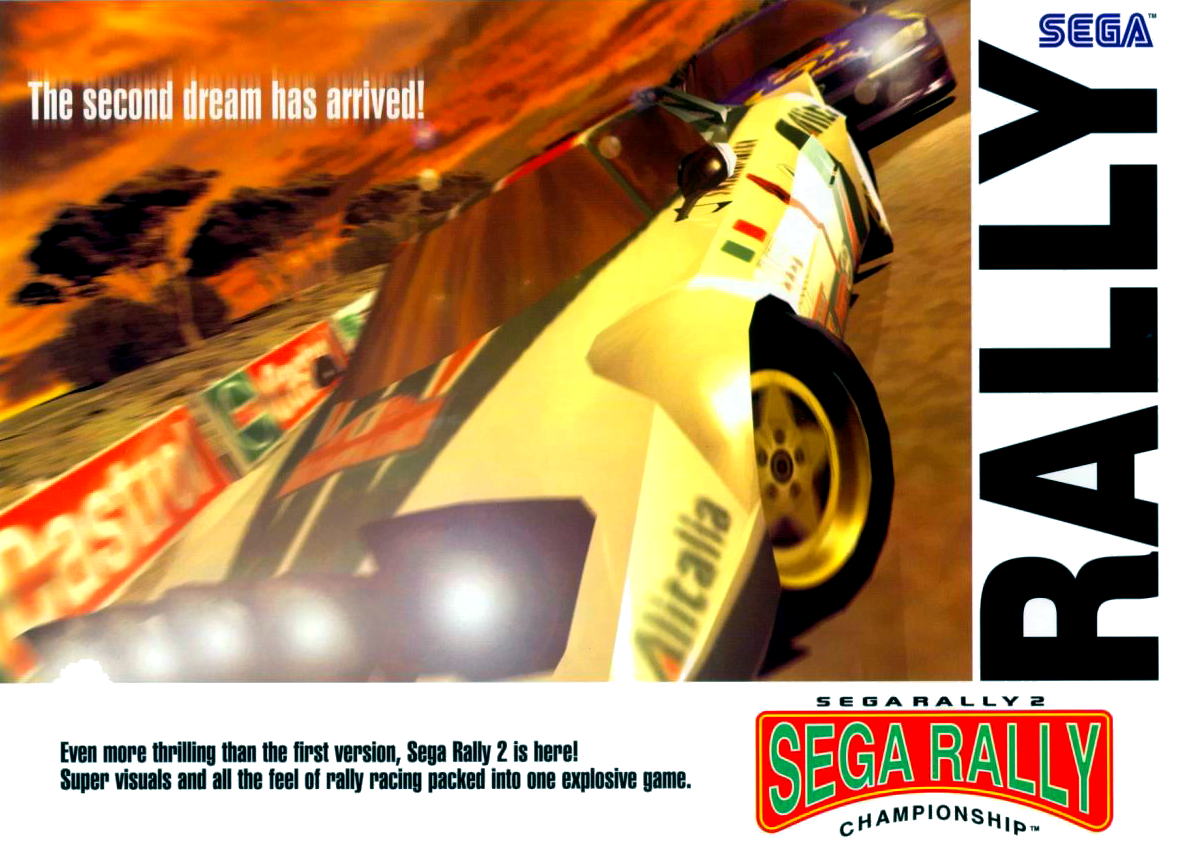 SEGA™
The second dream has arrived!
RALLY
Castrol
Alitalia
Even more thrilling than the first version, Sega Rally 2 is here!
Super visuals and all the feel of rally racing packed into one explosive game.
SEGA RALLY 2
SEGA RALLY
CHAMPIONSHIP™